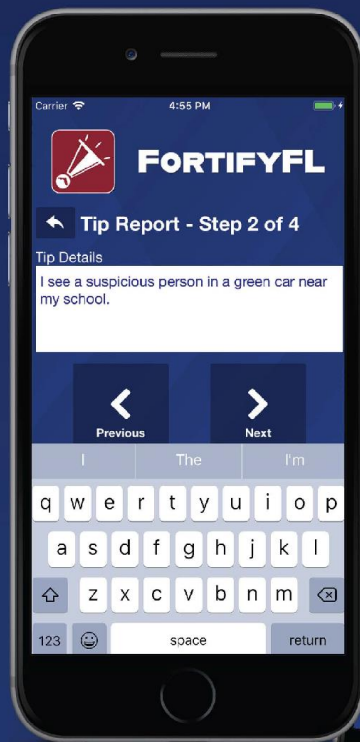 Carrier 4:55 PM
FORTIFYFL
Tip Report - Step 2 of 4
Tip Details
I see a suspicious person in a green car near
my school.
Previous Next
I The I'm
q w e r t y u i o p
a s d f g h j k l
z x c v b n m
123 space return